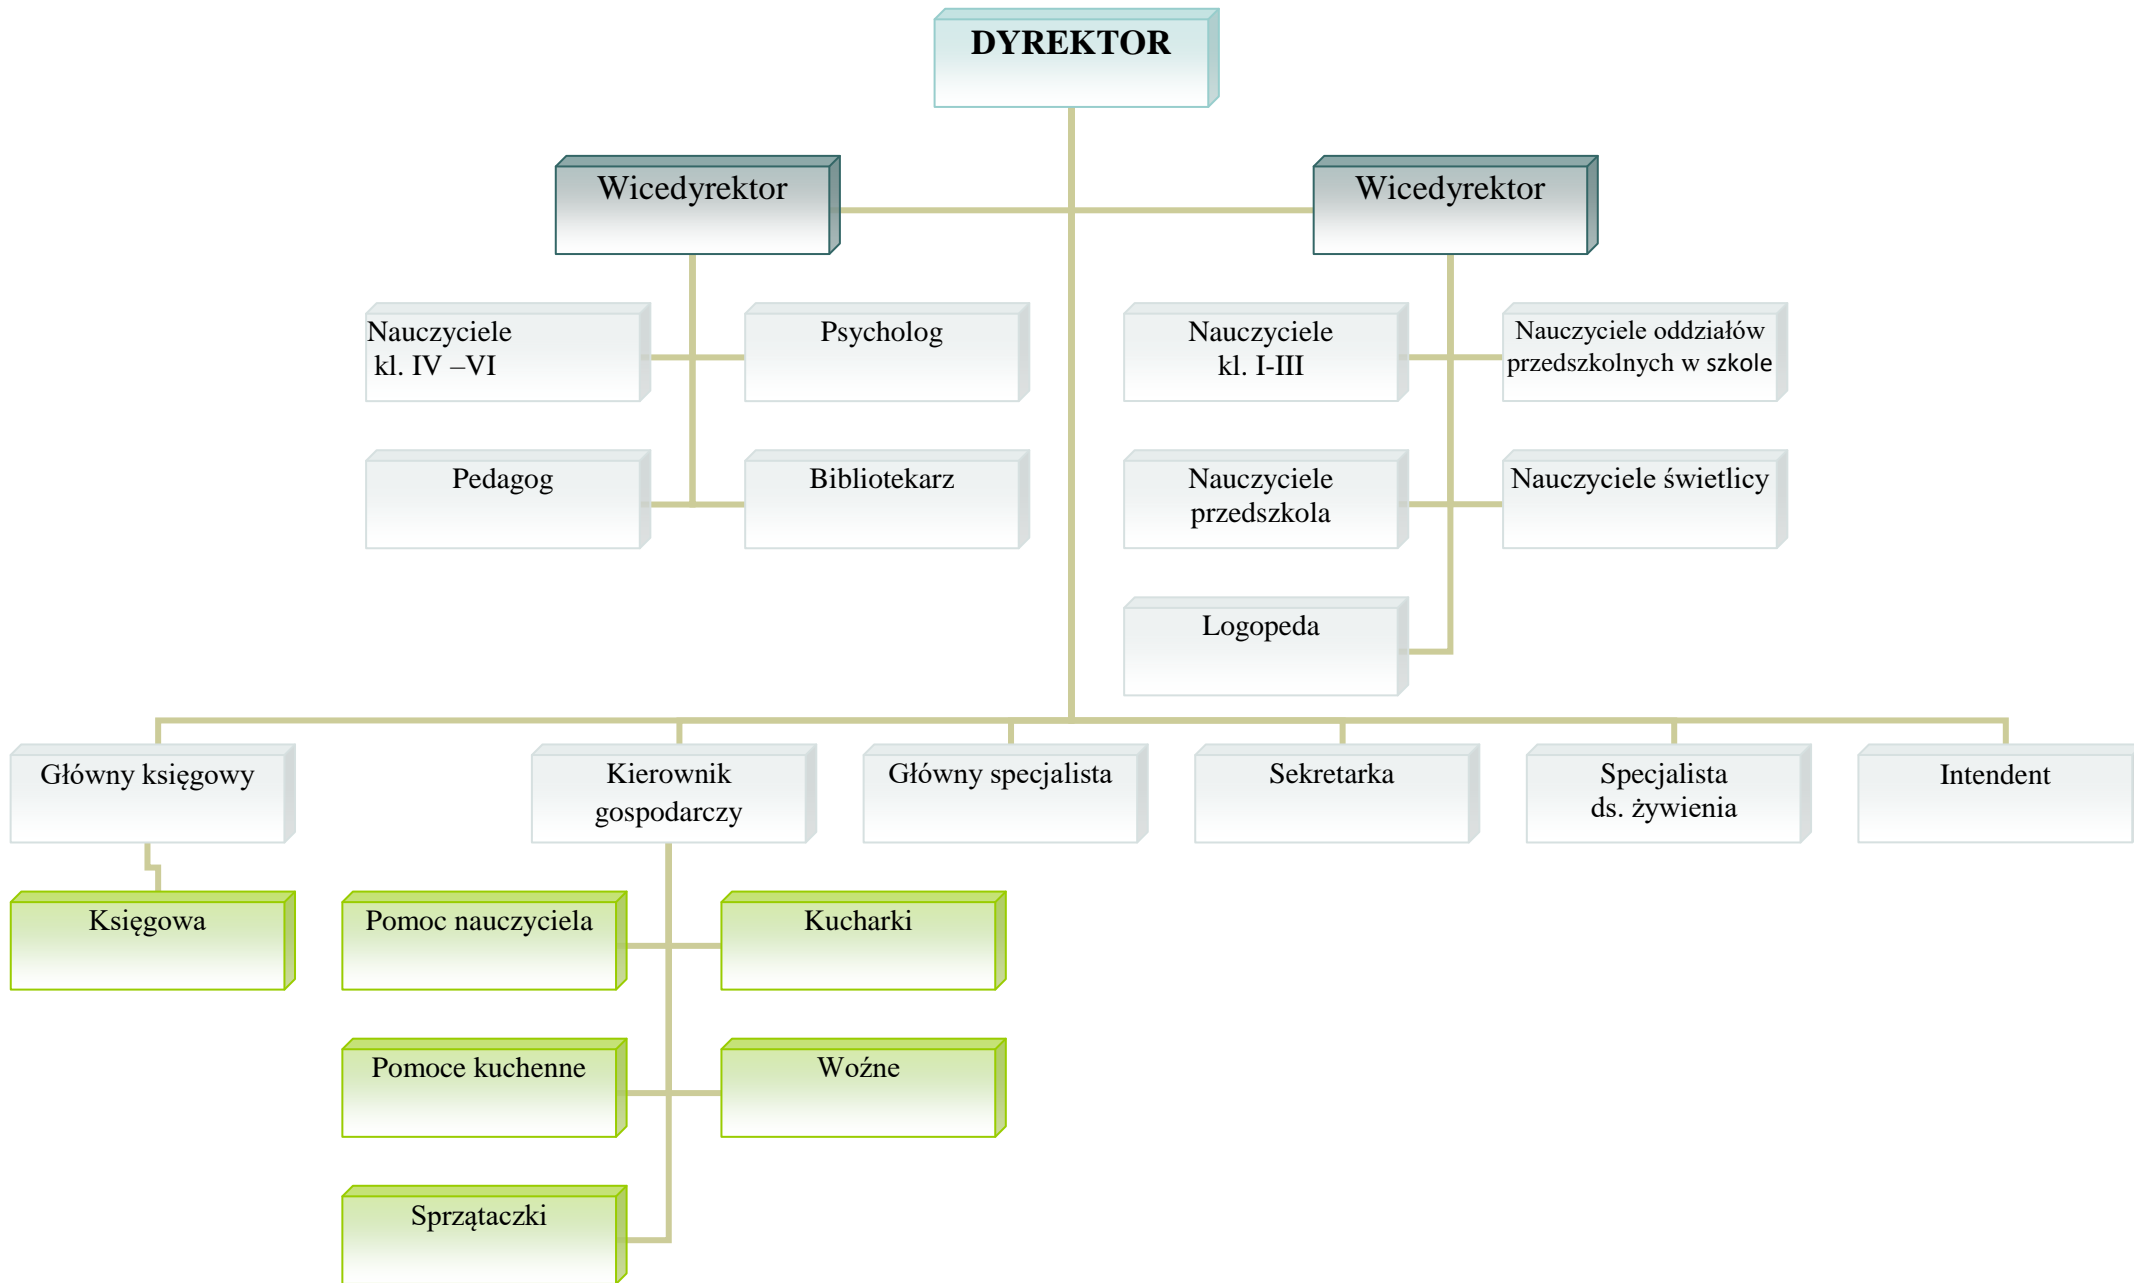 DYREKTOR
Wicedyrektor
Wicedyrektor
Nauczyciele
kl. IV –VI
Psycholog
Nauczyciele
kl. I-III
Nauczyciele oddziałów
przedszkolnych w szkole
Pedagog
Bibliotekarz
Nauczyciele
przedszkola
Nauczyciele świetlicy
Logopeda
Główny księgowy
Kierownik
gospodarczy
Główny specjalista
Sekretarka
Specjalista
ds. żywienia
Intendent
Księgowa
Pomoc nauczyciela
Kucharki
Pomoce kuchenne
Woźne
Sprzątaczki